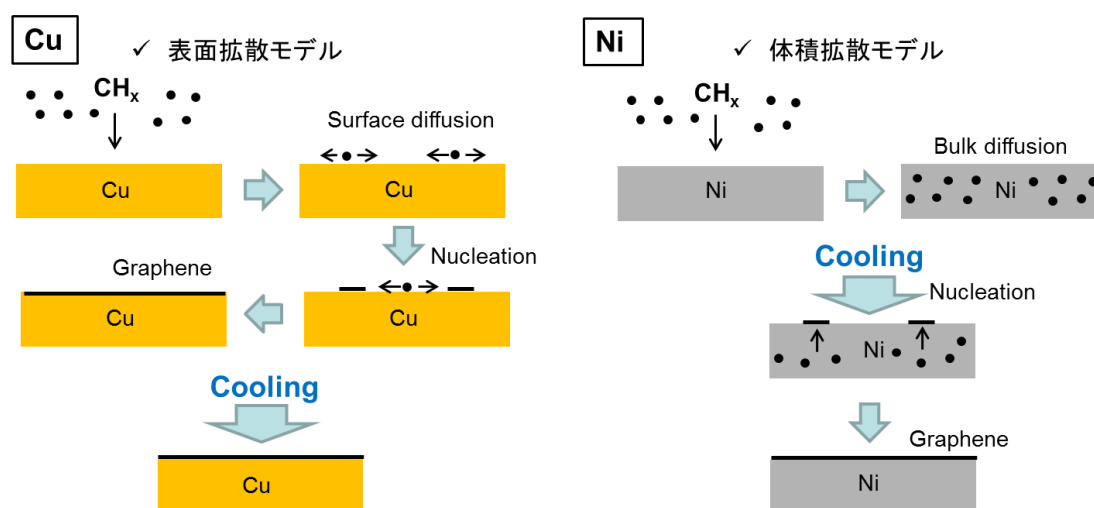 Cu
✓ 表面拡散モデル
CHx
Surface diffusion
Cu
Cu
Nucleation
Graphene
Cu
Cu
Cooling
Cu
Ni
✓ 体積拡散モデル
CHx
Bulk diffusion
Ni
Ni
Cooling
Nucleation
Ni
Graphene
Ni